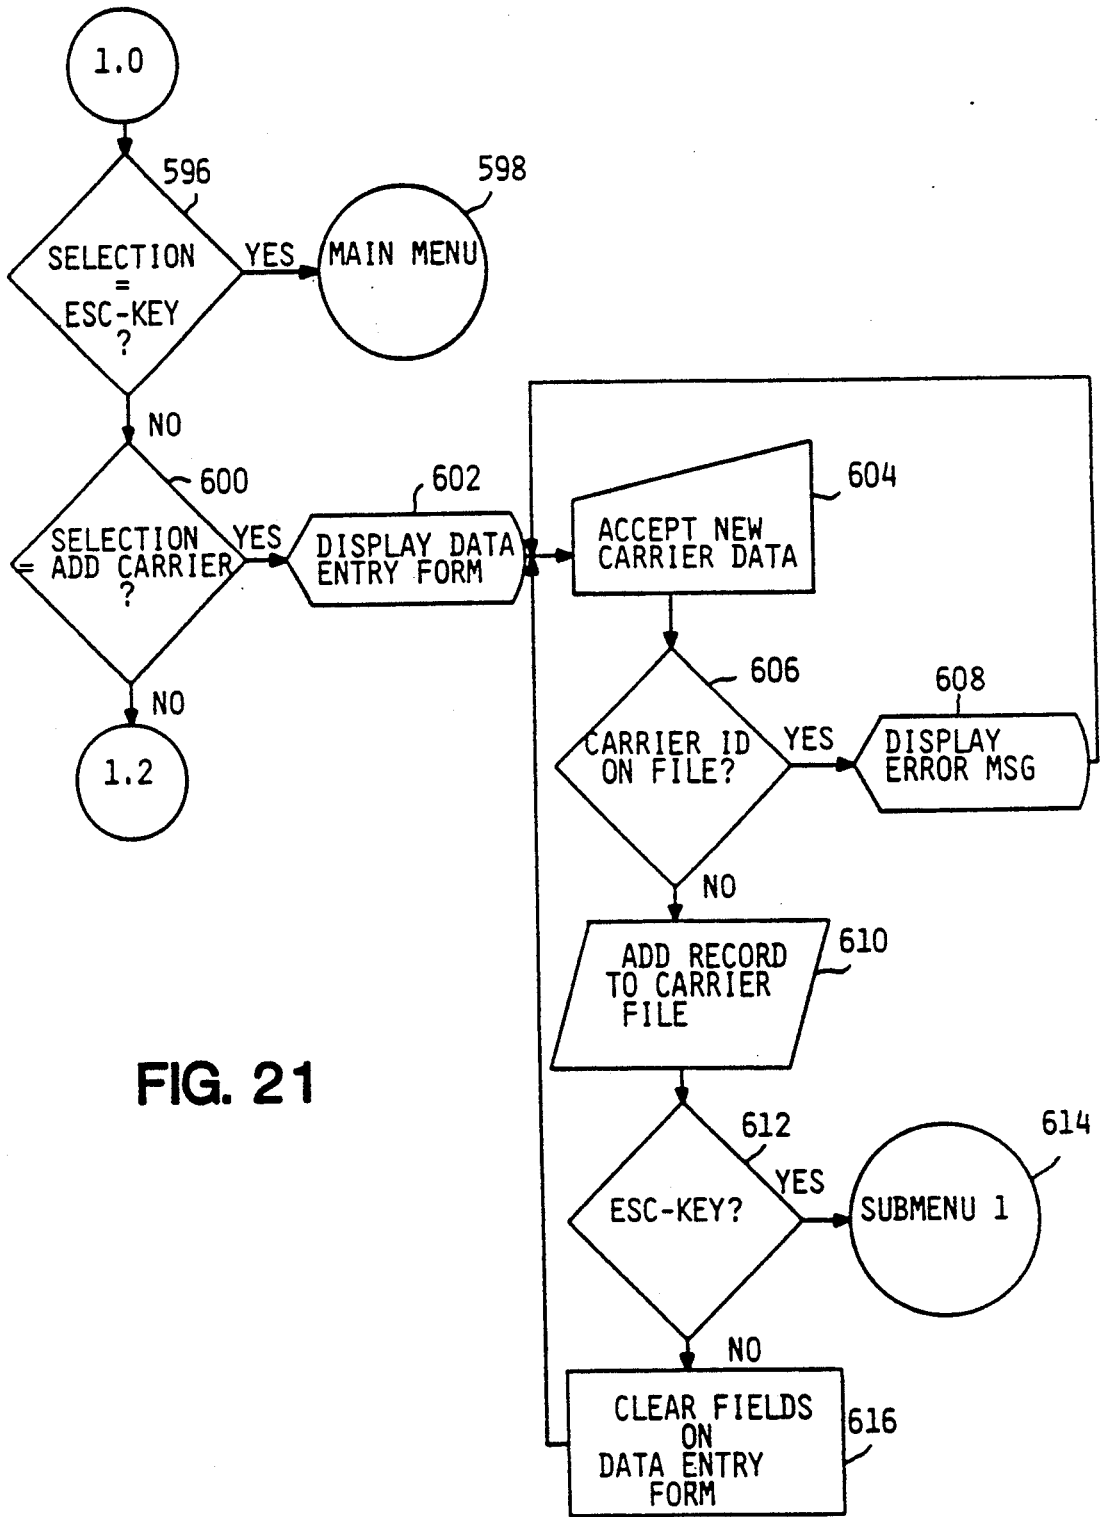 1.0
596
SELECTION
=
ESC-KEY
?
YES
598
MAIN MENU
NO
600
SELECTION
= ADD CARRIER
?
YES
602
DISPLAY DATA
ENTRY FORM
604
ACCEPT NEW
CARRIER DATA
NO
1.2
606
CARRIER ID
ON FILE?
YES
608
DISPLAY
ERROR MSG
NO
610
ADD RECORD
TO CARRIER
FILE
612
ESC-KEY?
YES
614
SUBMENU 1
NO
616
CLEAR FIELDS
ON
DATA ENTRY
FORM
FIG. 21